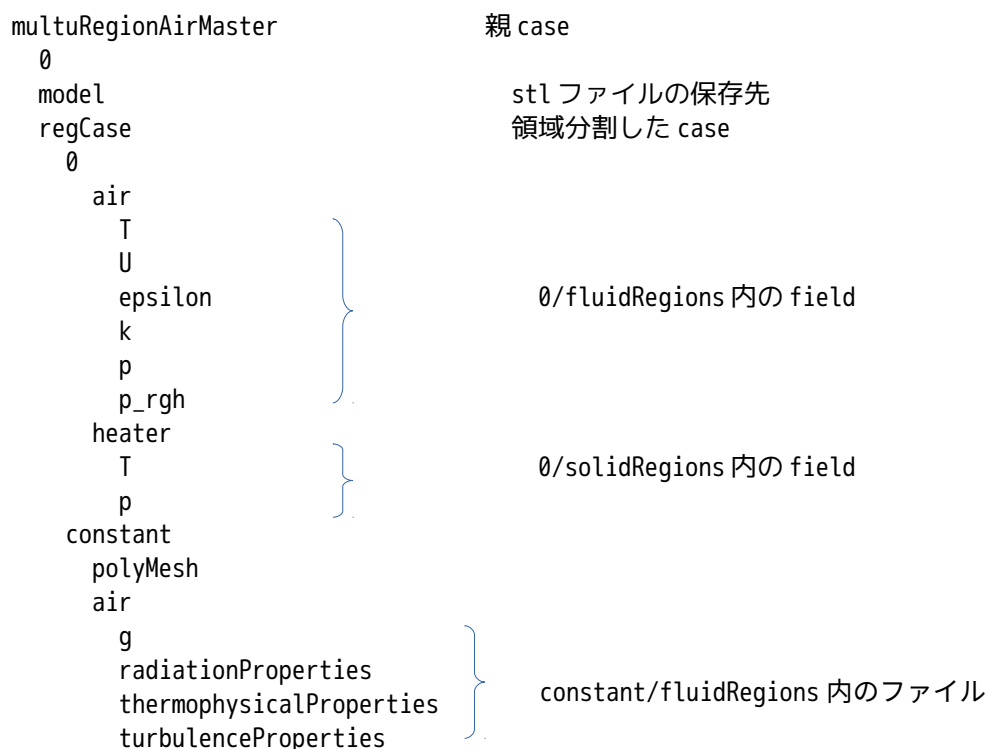 multuRegionAirMaster 親 case
0
model stl ファイルの保存先
regCase 領域分割した case
0
air
T
U
epsilon 0/fluidRegions 内の field
k
p
p_rgh
heater
T 0/solidRegions 内の field
p
constant
polyMesh
air
g
radiationProperties
thermophysicalProperties constant/fluidRegions 内のファイル
turbulenceProperties